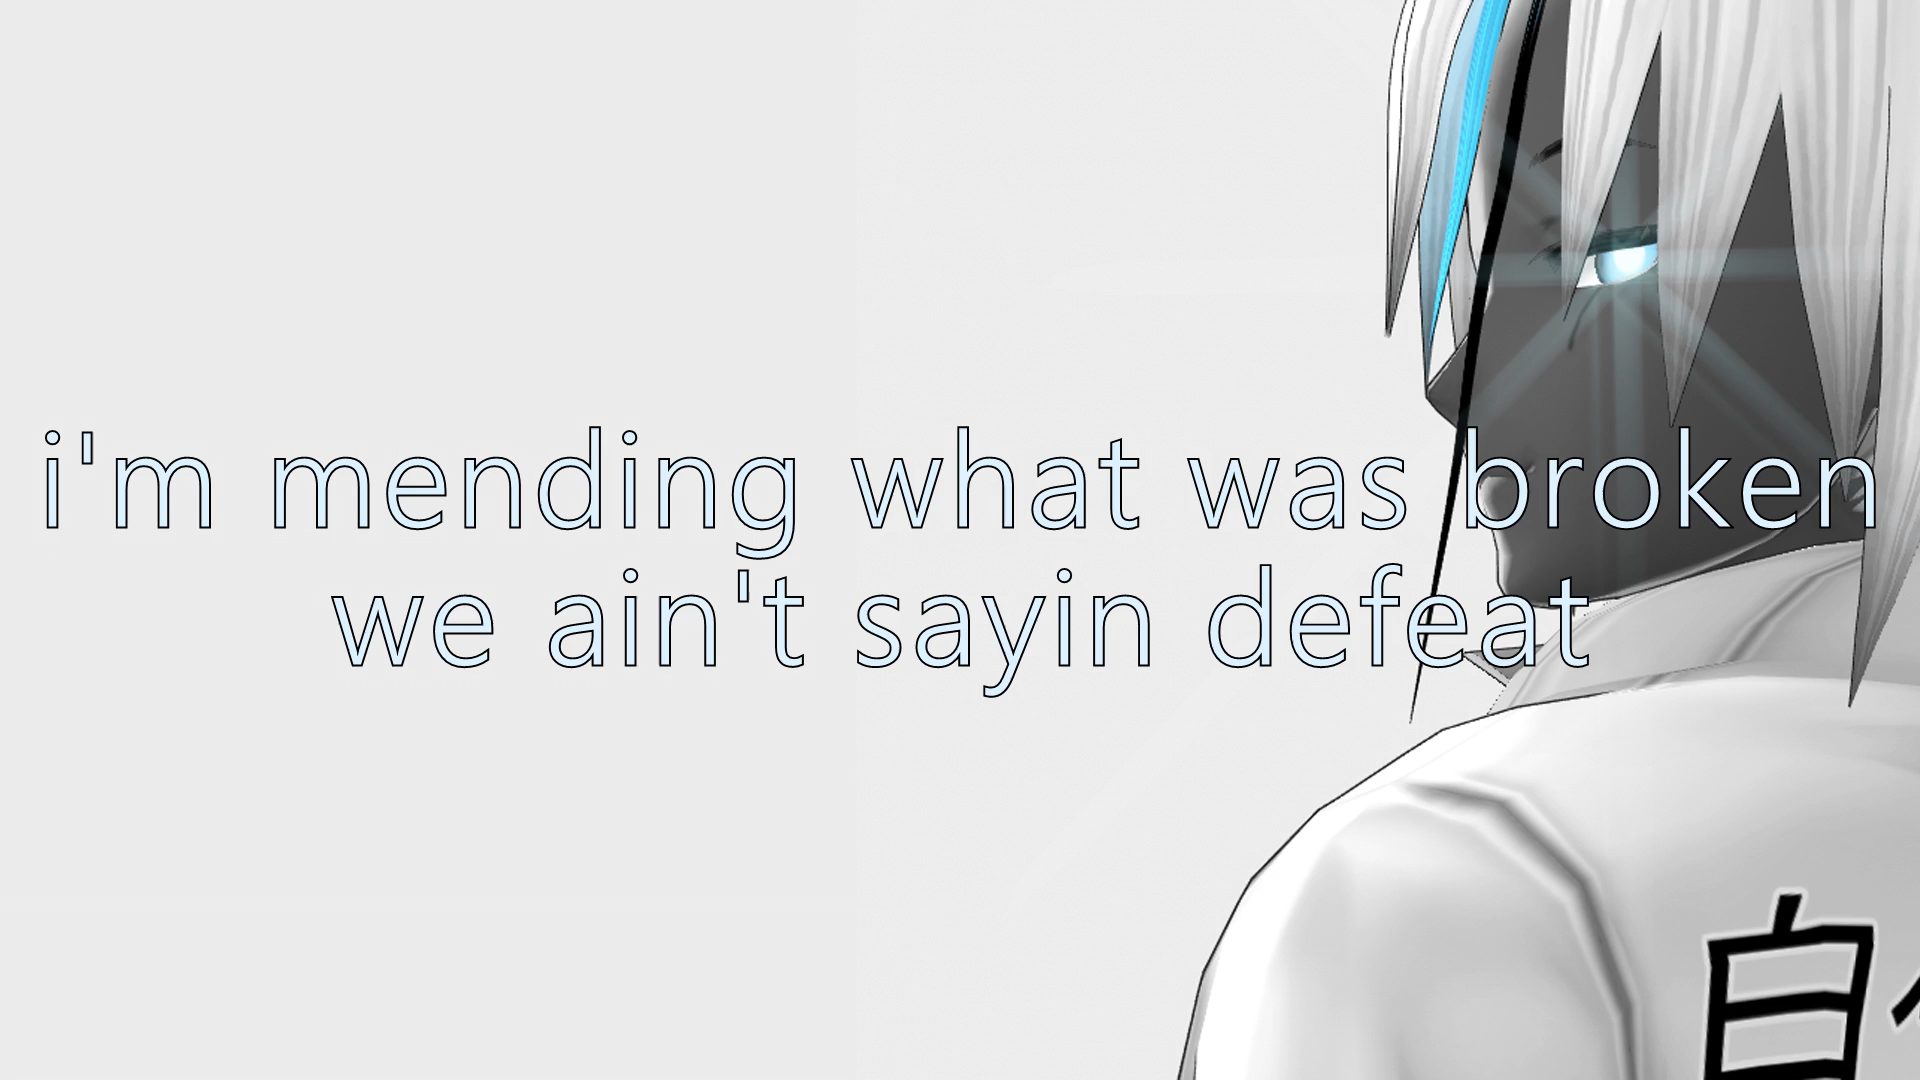 i'm mending what was broken
we ain't sayin defeat